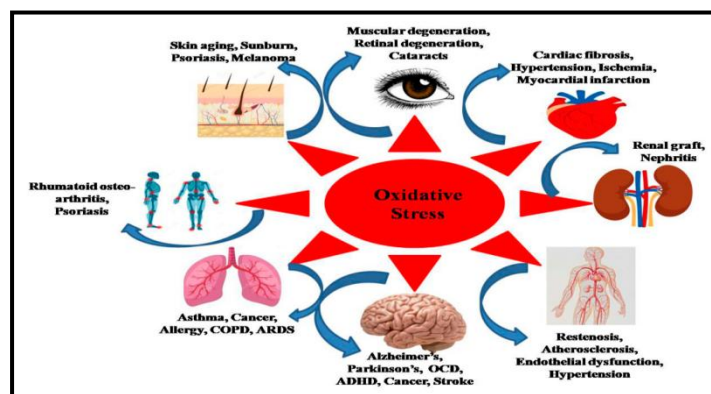 Skin aging, Sunburn,
Psoriasis, Melanoma
Muscular degeneration,
Retinal degeneration,
Cataracts
Cardiac fibrosis,
Hypertension, Ischemia,
Myocardial infarction
Renal graft,
Nephritis
Rhumatoid osteo-
arthritis,
Psoriasis
Oxidative
Stress
Asthma, Cancer,
Allergy, COPD, ARDS
Alzheimer's,
Parkinson's, OCD,
ADHD, Cancer, Stroke
Restenosis,
Atherosclerosis,
Endothelial dysfunction,
Hypertension